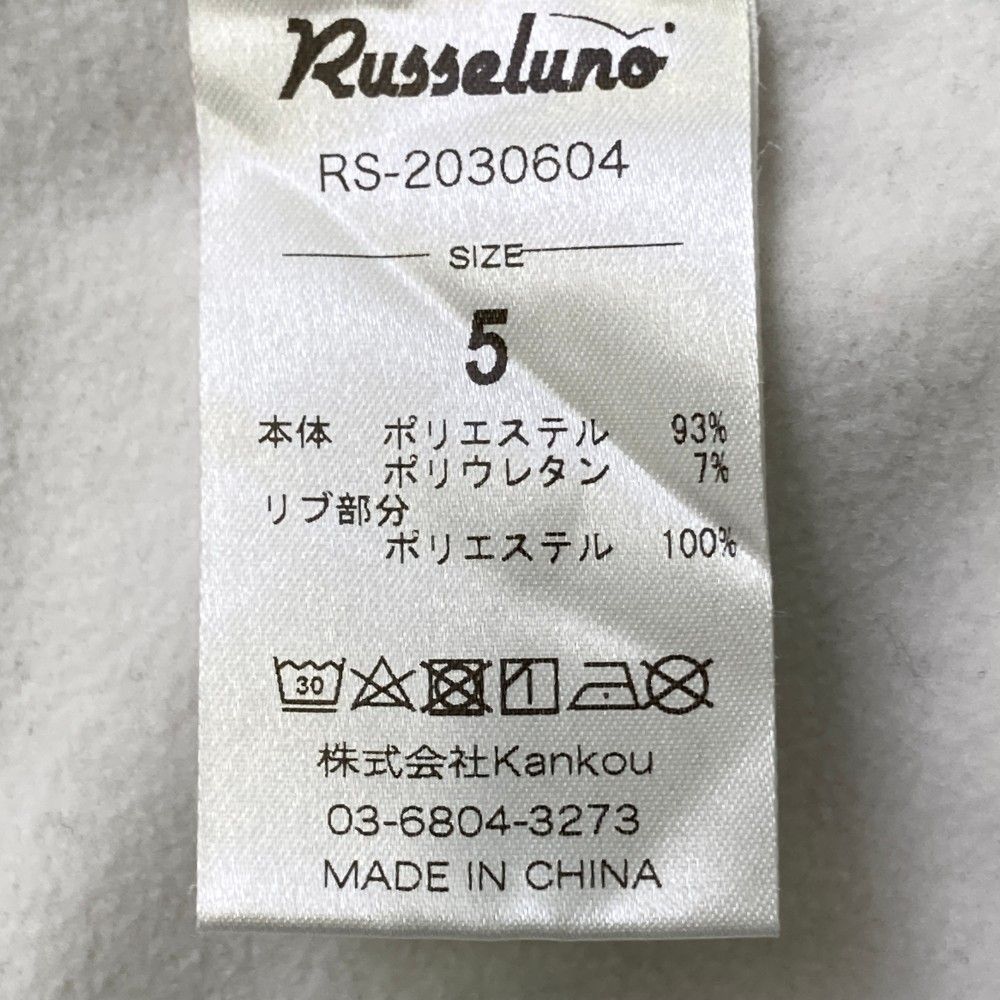 Russeluno
RS-2030604
SIZE
5
本体 ポリエステル 93%
ポリウレタン 7%
リブ部分
ポリエステル 100%
30
株式会社Kankou
03-6804-3273
MADE IN CHINA